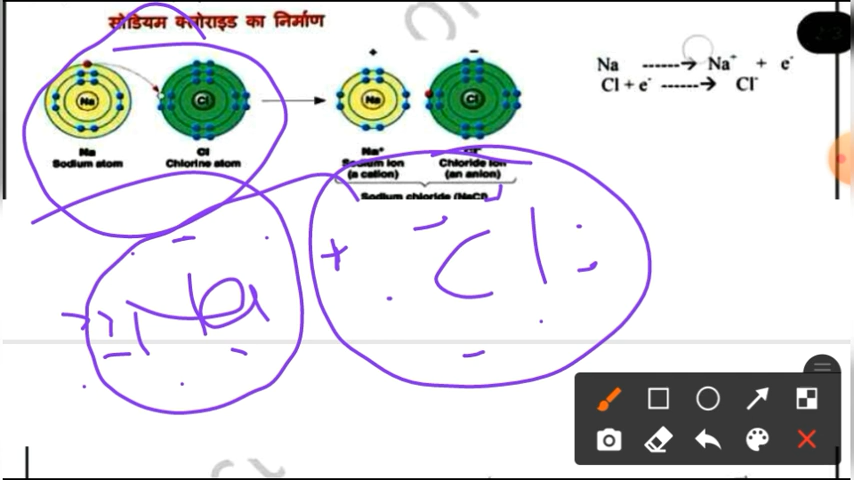 सोडियम क्लोराइड का निर्माण
Na ------→ Na⁺ + e⁻
Cl + e⁻ ------→ Cl⁻
+ −
Na Cl Na Cl
Na Cl Na⁺
Sodium atom Chlorine atom Sodium ion Chloride ion
(a cation) (an anion)
Sodium chloride (NaCl)
Na + Cl